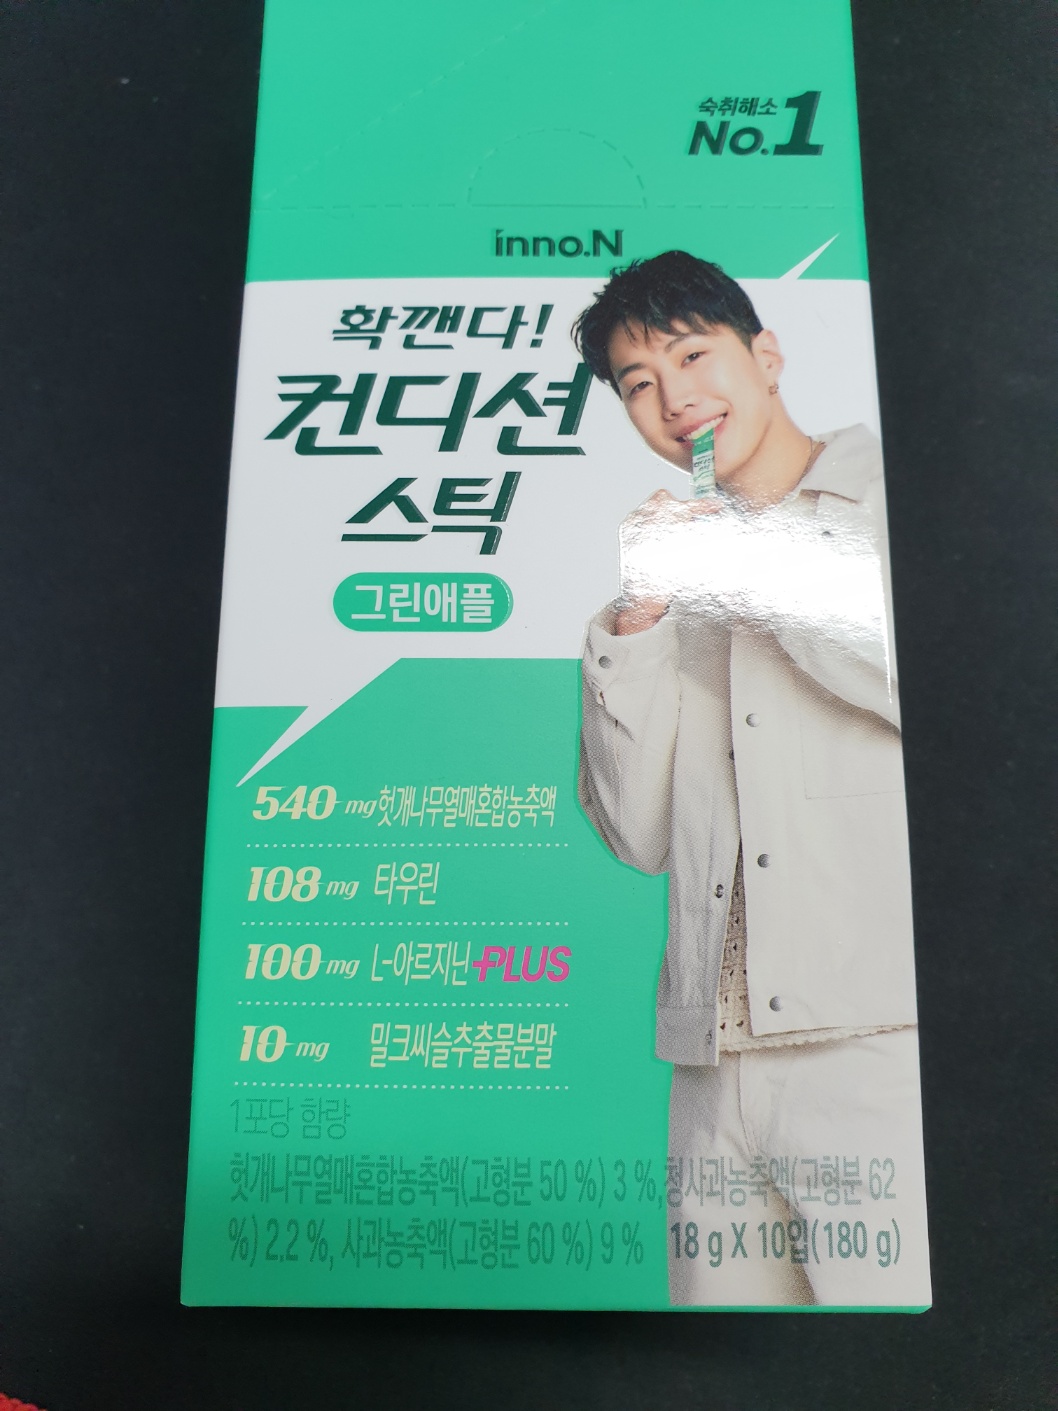 숙취해소
No.1
inno.N
확깬다!
컨디션
스틱
그린애플
540 mg 헛개나무열매혼합농축액
108 mg 타우린
100 mg L-아르지닌 +PLUS
10 mg 밀크씨슬추출물분말
1포당 함량
헛개나무열매혼합농축액(고형분 50 %) 3 %, 청사과농축액(고형분 62
%) 2.2 %, 사과농축액(고형분 60 %) 9 % 18 g X 10입(180 g)